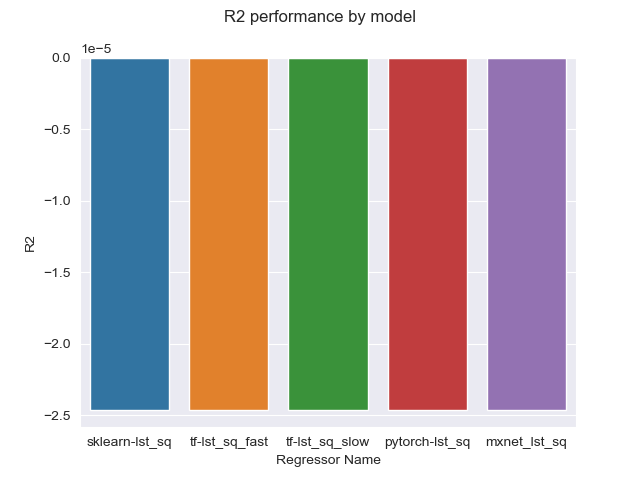 R2 performance by model
1e−5
0.0
−0.5
−1.0
−1.5
−2.0
−2.5
R2
sklearn-lst_sq tf-lst_sq_fast tf-lst_sq_slow pytorch-lst_sq mxnet_lst_sq
Regressor Name